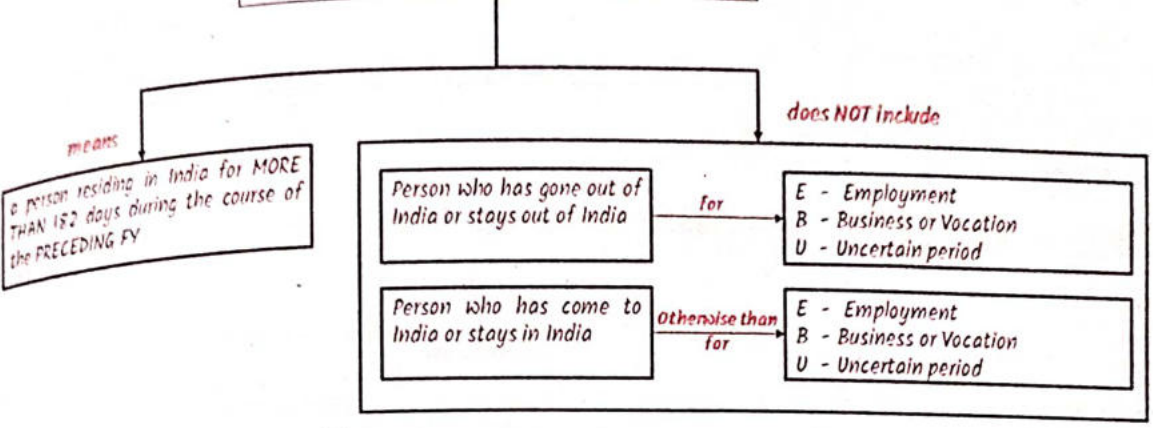 does NOT include
means
a person residing in India for MORE
THAN 182 days during the course of
the PRECEDING FY
Person who has gone out of
India or stays out of India
for
E - Employment
B - Business or Vocation
U - Uncertain period
Person who has come to
India or stays in India
Otherwise than
for
E - Employment
B - Business or Vocation
U - Uncertain period